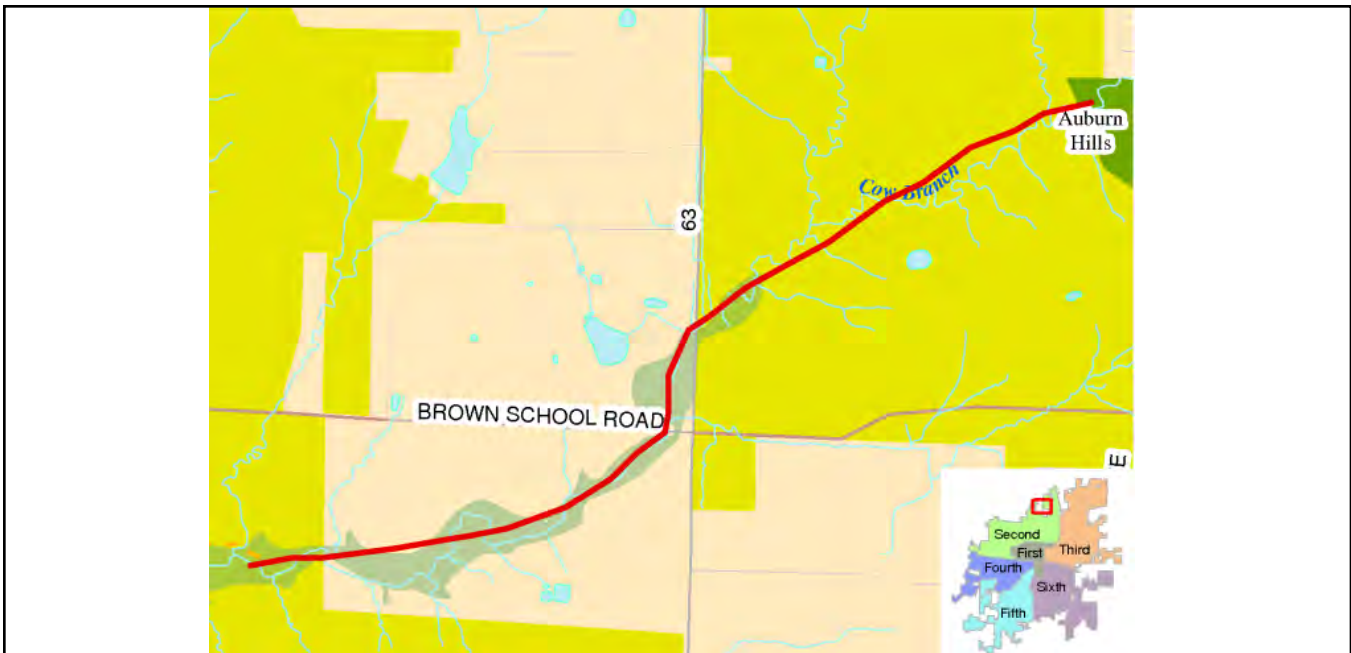 Auburn
Hills
Cow Branch
63
BROWN SCHOOL ROAD
E
Second
First
Third
Fourth
Sixth
Fifth